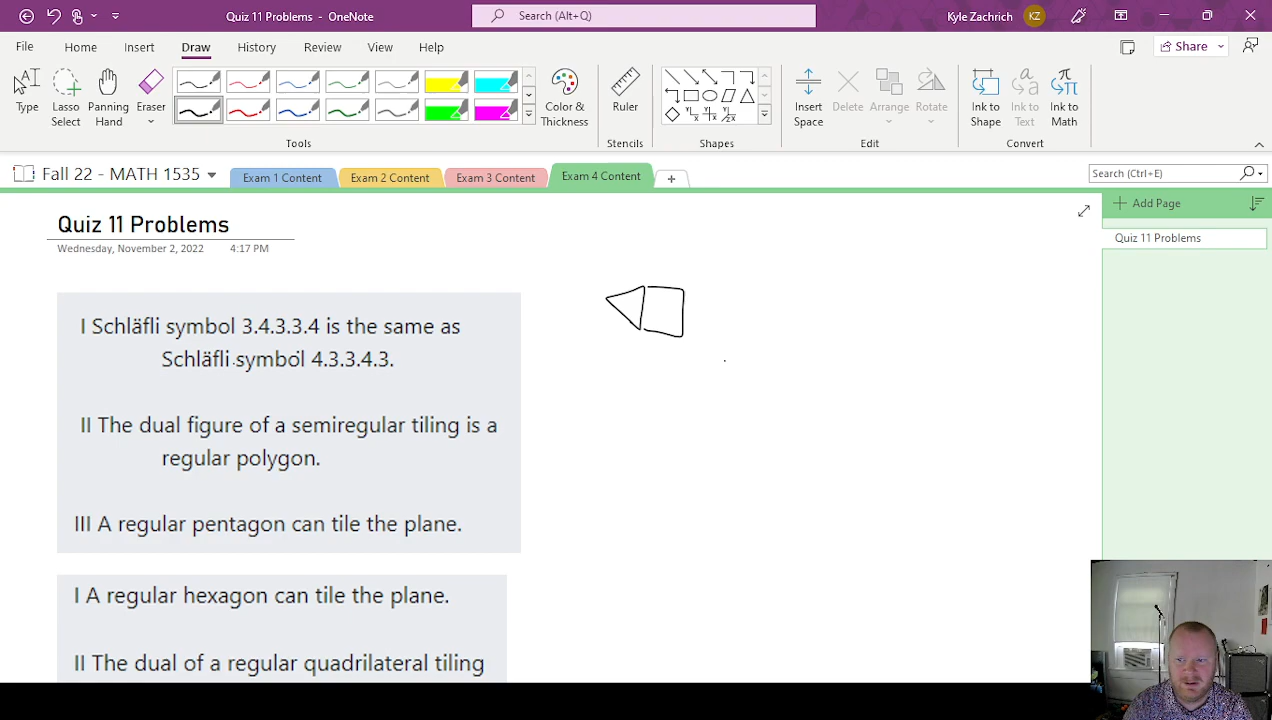 Quiz 11 Problems - OneNote
Search (Alt+Q)
Kyle Zachrich
KZ
File
Home
Insert
Draw
History
Review
View
Help
Share
Type
Lasso Select
Panning Hand
Eraser
Color & Thickness
Ruler
Insert Space
Delete
Arrange
Rotate
Ink to Shape
Ink to Text
Ink to Math
Tools
Stencils
Shapes
Edit
Convert
Fall 22 - MATH 1535
Exam 1 Content
Exam 2 Content
Exam 3 Content
Exam 4 Content
Search (Ctrl+E)
Add Page
Quiz 11 Problems
Quiz 11 Problems
Wednesday, November 2, 2022
4:17 PM
I Schläfli symbol 3.4.3.3.4 is the same as
Schläfli symbol 4.3.3.4.3.
II The dual figure of a semiregular tiling is a
regular polygon.
III A regular pentagon can tile the plane.
I A regular hexagon can tile the plane.
II The dual of a regular quadrilateral tiling